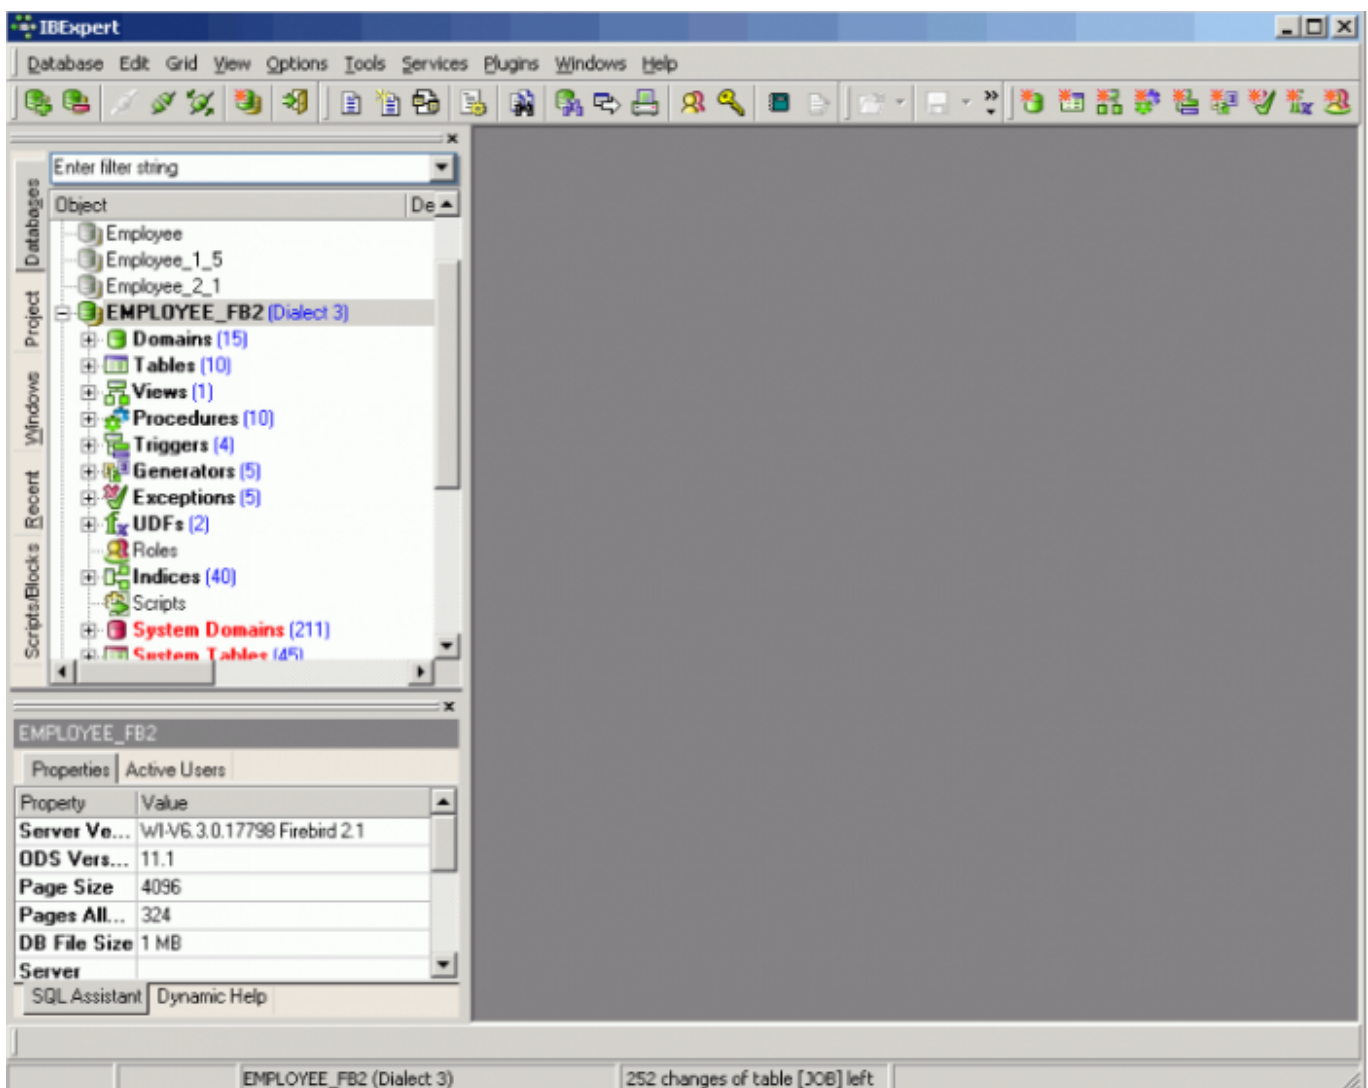 IBExpert
Database Edit Grid View Options Tools Services Plugins Windows Help
Enter filter string
Object De
Databases
Project
Windows
Recent
Scripts/Blocks
Employee
Employee_1_5
Employee_2_1
EMPLOYEE_FB2 (Dialect 3)
Domains (15)
Tables (10)
Views (1)
Procedures (10)
Triggers (4)
Generators (5)
Exceptions (5)
UDFs (2)
Roles
Indices (40)
Scripts
System Domains (211)
System Tables (45)
EMPLOYEE_FB2
Properties Active Users
Property Value
Server Ve... WI-V6.3.0.17798 Firebird 2.1
ODS Vers... 11.1
Page Size 4096
Pages All... 324
DB File Size 1 MB
Server
SQL Assistant Dynamic Help
EMPLOYEE_FB2 (Dialect 3) 252 changes of table [JOB] left